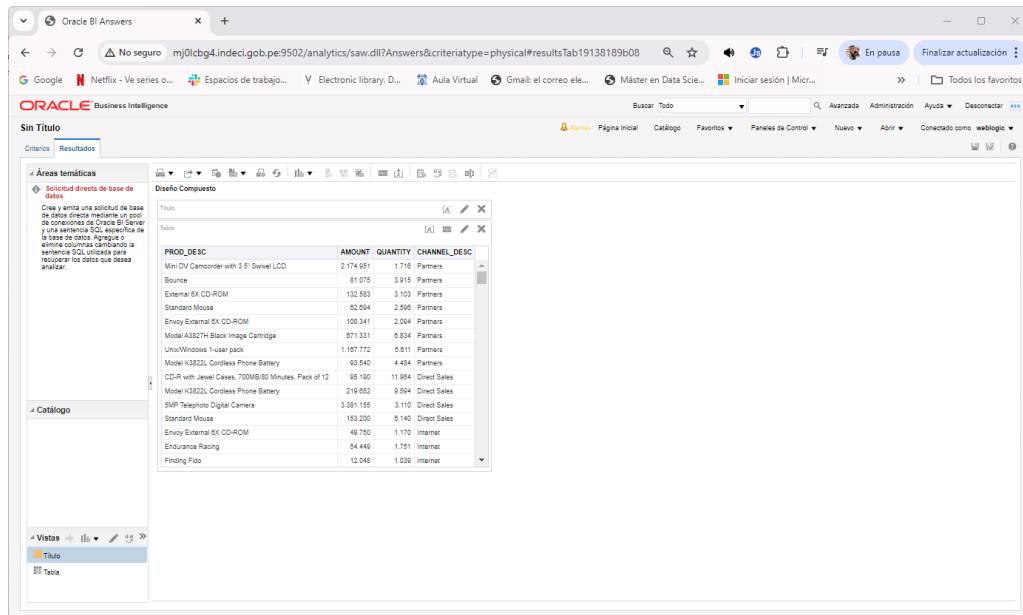 Oracle BI Answers
No seguro mj0lcbg4.indeci.gob.pe:9502/analytics/saw.dll?Answers&criteriatype=physical#resultsTab19138189b08
En pausa
Finalizar actualización
Google
Netflix - Ve series o...
Espacios de trabajo...
Electronic library. D...
Aula Virtual
Gmail: el correo ele...
Máster en Data Scie...
Iniciar sesión | Micr...
»
Todos los favoritos
ORACLE Business Intelligence
Buscar Todo
Avanzada Administración Ayuda Desconectar
Sin Título
Alertas Página Inicial Catálogo Favoritos Paneles de Control Nuevo Abrir Conectado como weblogic
Criterios Resultados
Áreas temáticas
Solicitud directa de base de
datos
Cree y emita una solicitud de base
de datos directa mediante un pool
de conexiones de Oracle BI Server
y una sentencia SQL específica de
la base de datos. Agregue o
elimine columnas cambiando la
sentencia SQL utilizada para
recuperar los datos que desea
analizar.
Catálogo
Vistas
Título
Tabla
Diseño Compuesto
Título
Tabla
PROD_DESC AMOUNT QUANTITY CHANNEL_DESC
Mini DV Camcorder with 3.5" Swivel LCD 2.174.951 1.716 Partners
Bounce 81.075 3.915 Partners
External 6X CD-ROM 132.583 3.103 Partners
Standard Mouse 62.694 2.596 Partners
Envoy External 6X CD-ROM 100.341 2.094 Partners
Model A3827H Black Image Cartridge 671.331 6.834 Partners
Unix/Windows 1-user pack 1.167.772 5.611 Partners
Model K3822L Cordless Phone Battery 93.540 4.484 Partners
CD-R with Jewel Cases, 700MB/80 Minutes, Pack of 12 95.190 11.964 Direct Sales
Model K3822L Cordless Phone Battery 219.652 9.594 Direct Sales
5MP Telephoto Digital Camera 3.381.155 3.110 Direct Sales
Standard Mouse 153.200 6.140 Direct Sales
Envoy External 6X CD-ROM 49.750 1.170 Internet
Endurance Racing 54.449 1.751 Internet
Finding Fido 12.048 1.039 Internet